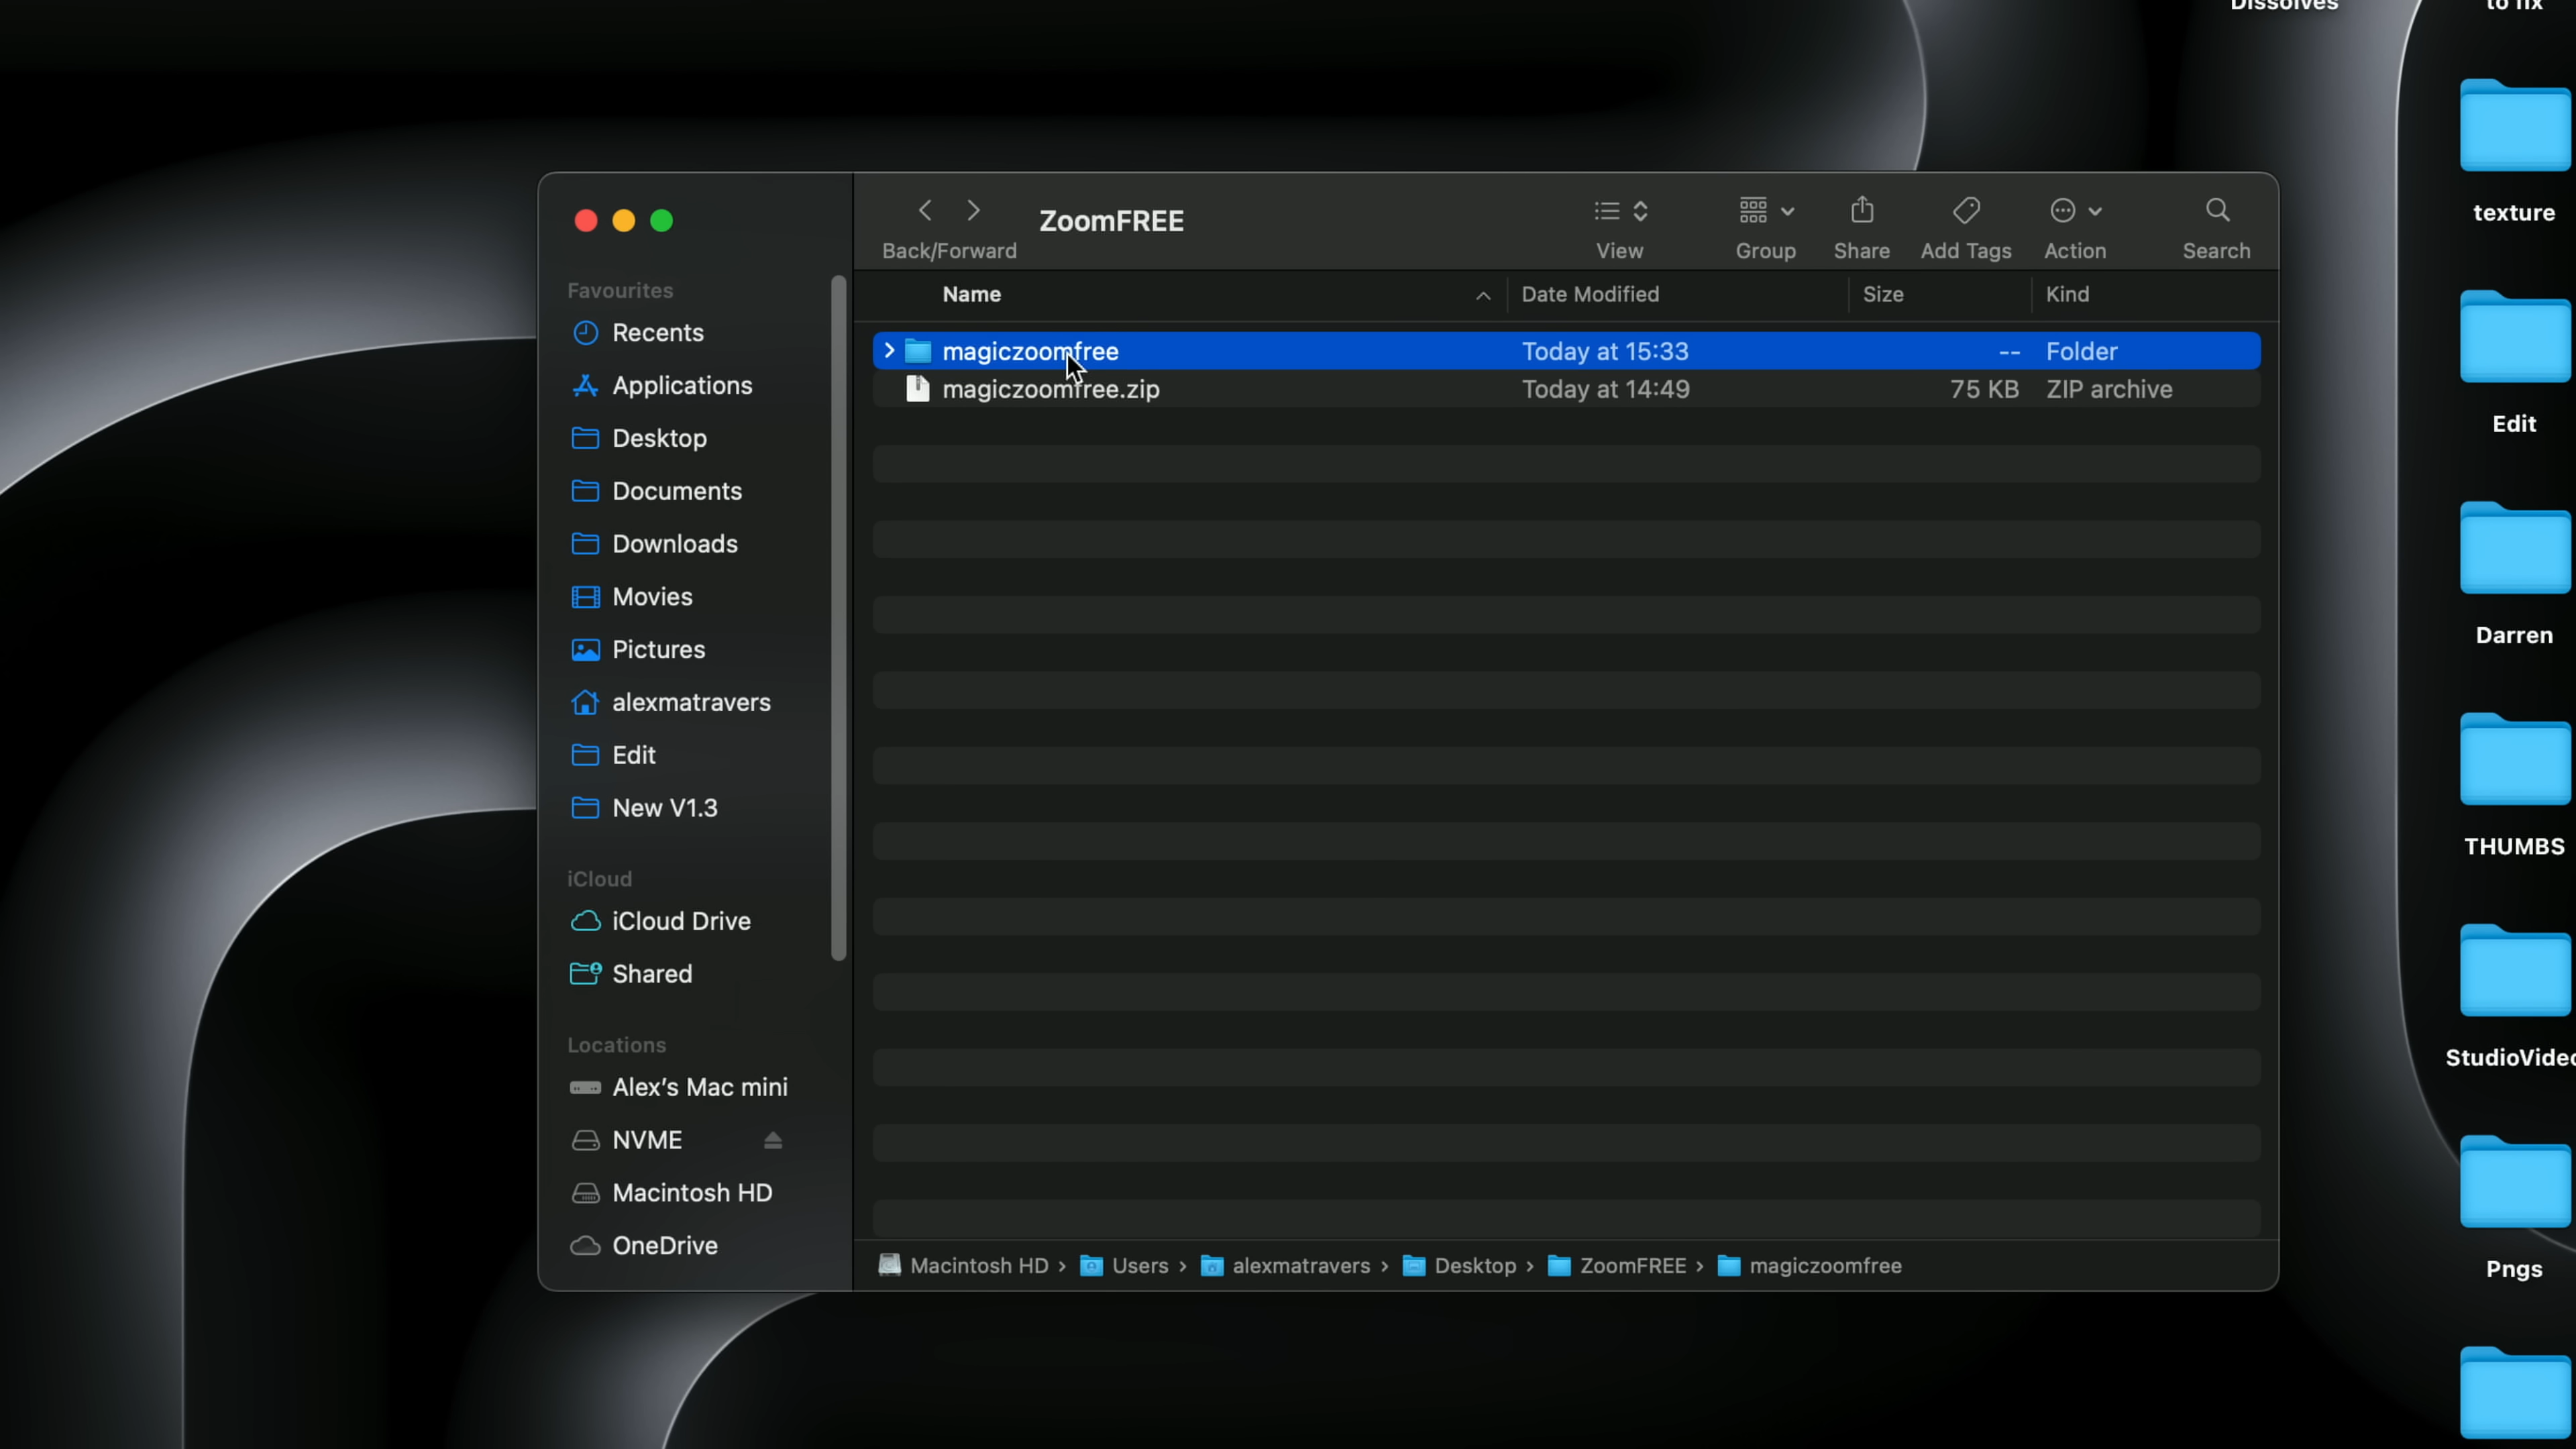 Dissolves
to fix
ZoomFREE
Back/Forward
View
Group
Share
Add Tags
Action
Search
Name
Date Modified
Size
Kind
magiczoomfree
Today at 15:33
--
Folder
magiczoomfree.zip
Today at 14:49
75 KB
ZIP archive
Favourites
Recents
Applications
Desktop
Documents
Downloads
Movies
Pictures
alexmatravers
Edit
New V1.3
iCloud
iCloud Drive
Shared
Locations
Alex's Mac mini
NVME
Macintosh HD
OneDrive
Macintosh HD › Users › alexmatravers › Desktop › ZoomFREE › magiczoomfree
texture
Edit
Darren
THUMBS
StudioVideo
Pngs